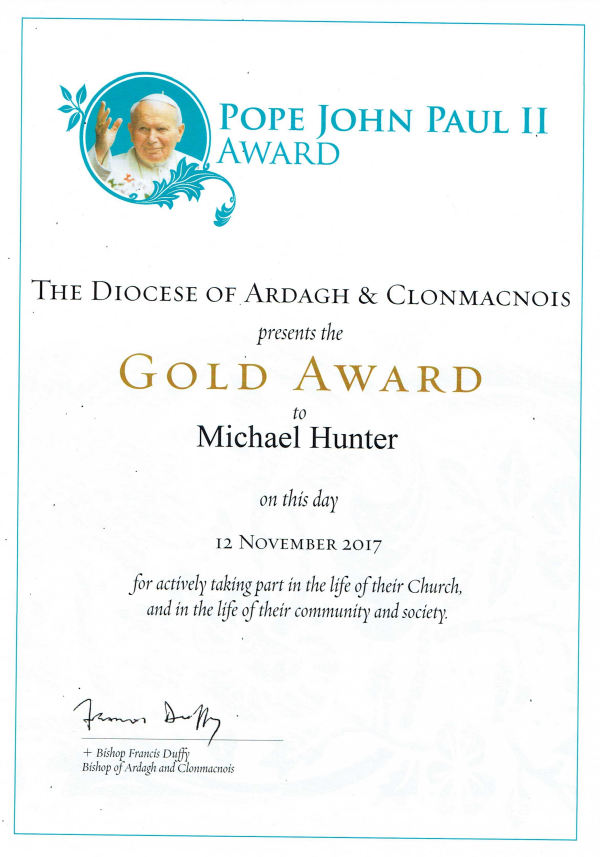 POPE JOHN PAUL II
AWARD
THE DIOCESE OF ARDAGH & CLONMACNOIS
presents the
GOLD AWARD
to
Michael Hunter
on this day
12 NOVEMBER 2017
for actively taking part in the life of their Church,
and in the life of their community and society.
Francis Duffy
+ Bishop Francis Duffy
Bishop of Ardagh and Clonmacnois